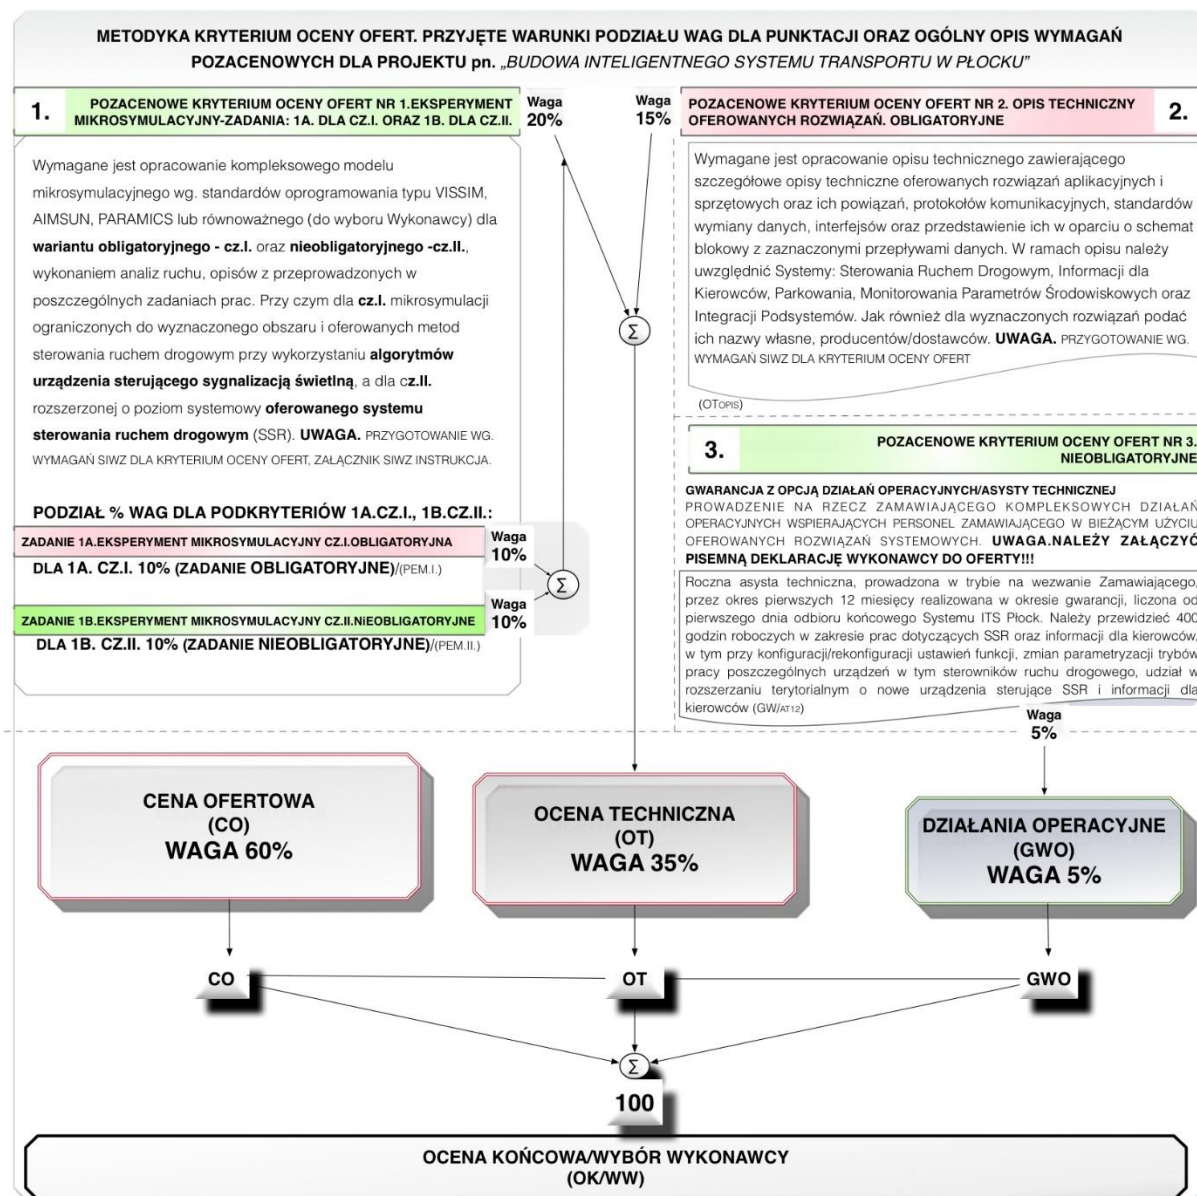 METODYKA KRYTERIUM OCENY OFERT. PRZYJĘTE WARUNKI PODZIAŁU WAG DLA PUNKTACJI ORAZ OGÓLNY OPIS WYMAGAŃ
POZACENOWYCH DLA PROJEKTU pn. „BUDOWA INTELIGENTNEGO SYSTEMU TRANSPORTU W PŁOCKU"
1.
POZACENOWE KRYTERIUM OCENY OFERT NR 1.EKSPERYMENT
MIKROSYMULACYJNY-ZADANIA: 1A. DLA CZ.I. ORAZ 1B. DLA CZ.II.
Waga
20%
Wymagane jest opracowanie kompleksowego modelu
mikrosymulacyjnego wg. standardów oprogramowania typu VISSIM,
AIMSUN, PARAMICS lub równoważnego (do wyboru Wykonawcy) dla
wariantu obligatoryjnego - cz.I. oraz nieobligatoryjnego -cz.II.,
wykonaniem analiz ruchu, opisów z przeprowadzonych w
poszczególnych zadaniach prac. Przy czym dla cz.I. mikrosymulacji
ograniczonych do wyznaczonego obszaru i oferowanych metod
sterowania ruchem drogowym przy wykorzystaniu algorytmów
urządzenia sterującego sygnalizacją świetlną, a dla cz.II.
rozszerzonej o poziom systemowy oferowanego systemu
sterowania ruchem drogowym (SSR). UWAGA. PRZYGOTOWANIE WG.
WYMAGAŃ SIWZ DLA KRYTERIUM OCENY OFERT, ZAŁĄCZNIK SIWZ INSTRUKCJA.
PODZIAŁ % WAG DLA PODKRYTERIÓW 1A.CZ.I., 1B.CZ.II.:
ZADANIE 1A.EKSPERYMENT MIKROSYMULACYJNY CZ.I.OBLIGATORYJNA
Waga
10%
DLA 1A. CZ.I. 10% (ZADANIE OBLIGATORYJNE)/(PEM.I.)
Σ
ZADANIE 1B.EKSPERYMENT MIKROSYMULACYJNY CZ.II.NiEOBLIGATORYJNE
Waga
10%
DLA 1B. CZ.II. 10% (ZADANIE NIEOBLIGATORYJNE)/(PEM.II.)
Waga
15%
POZACENOWE KRYTERIUM OCENY OFERT NR 2. OPIS TECHNICZNY
OFEROWANYCH ROZWIĄZAŃ. OBLIGATORYJNE
2.
Wymagane jest opracowanie opisu technicznego zawierającego
szczegółowe opisy techniczne oferowanych rozwiązań aplikacyjnych i
sprzętowych oraz ich powiązań, protokołów komunikacyjnych, standardów
wymiany danych, interfejsów oraz przedstawienie ich w oparciu o schemat
blokowy z zaznaczonymi przepływami danych. W ramach opisu należy
uwzględnić Systemy: Sterowania Ruchem Drogowym, Informacji dla
Kierowców, Parkowania, Monitorowania Parametrów Środowiskowych oraz
Integracji Podsystemów. Jak również dla wyznaczonych rozwiązań podać
ich nazwy własne, producentów/dostawców. UWAGA. PRZYGOTOWANIE WG.
WYMAGAŃ SIWZ DLA KRYTERIUM OCENY OFERT
(OTOPIS)
Σ
3.
POZACENOWE KRYTERIUM OCENY OFERT NR 3.
NIEOBLIGATORYJNE
GWARANCJA Z OPCJĄ DZIAŁAŃ OPERACYJNYCH/ASYSTY TECHNICZNEJ
PROWADZENIE NA RZECZ ZAMAWIAJĄCEGO KOMPLEKSOWYCH DZIAŁAŃ
OPERACYJNYCH WSPIERAJĄCYCH PERSONEL ZAMAWIAJĄCEGO W BIEŻĄCYM UŻYCIU
OFEROWANYCH ROZWIĄZAŃ SYSTEMOWYCH. UWAGA.NALEŻY ZAŁĄCZYĆ
PISEMNĄ DEKLARACJĘ WYKONAWCY DO OFERTY!!!
Roczna asysta techniczna, prowadzona w trybie na wezwanie Zamawiającego,
przez okres pierwszych 12 miesięcy realizowana w okresie gwarancji, liczona od
pierwszego dnia odbioru końcowego Systemu ITS Płock. Należy przewidzieć 400
godzin roboczych w zakresie prac dotyczących SSR oraz informacji dla kierowców,
w tym przy konfiguracji/rekonfiguracji ustawień funkcji, zmian parametryzacji trybów
pracy poszczególnych urządzeń w tym sterowników ruchu drogowego, udział w
rozszerzaniu terytorialnym o nowe urządzenia sterujące SSR i informacji dla
kierowców (GW/AT12)
Waga
5%
CENA OFERTOWA
(CO)
WAGA 60%
OCENA TECHNICZNA
(OT)
WAGA 35%
DZIAŁANIA OPERACYJNE
(GWO)
WAGA 5%
CO
OT
GWO
Σ
100
OCENA KOŃCOWA/WYBÓR WYKONAWCY
(OK/WW)